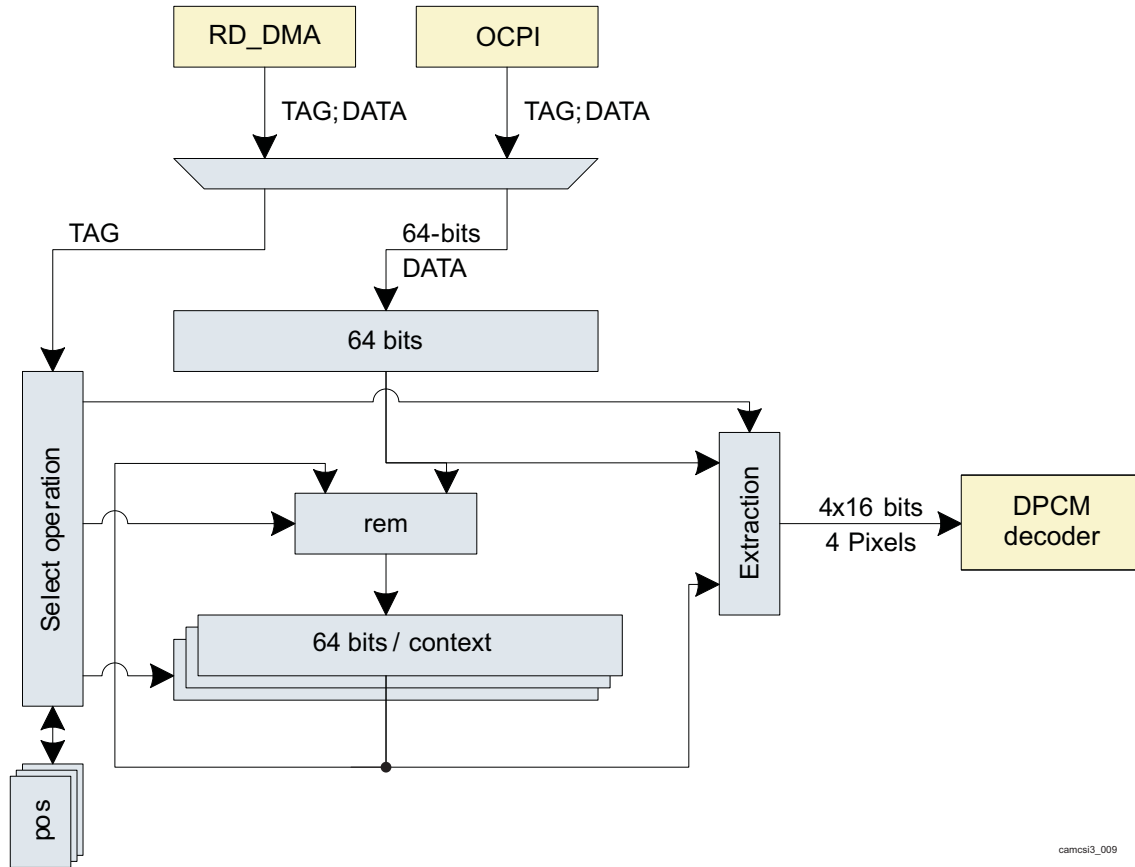 RD_DMA
OCPI
TAG;DATA
TAG;DATA
TAG
64-bits
DATA
64 bits
Select operation
rem
Extraction
4x16 bits
4 Pixels
DPCM
decoder
64 bits / context
pos
camcsi3_009